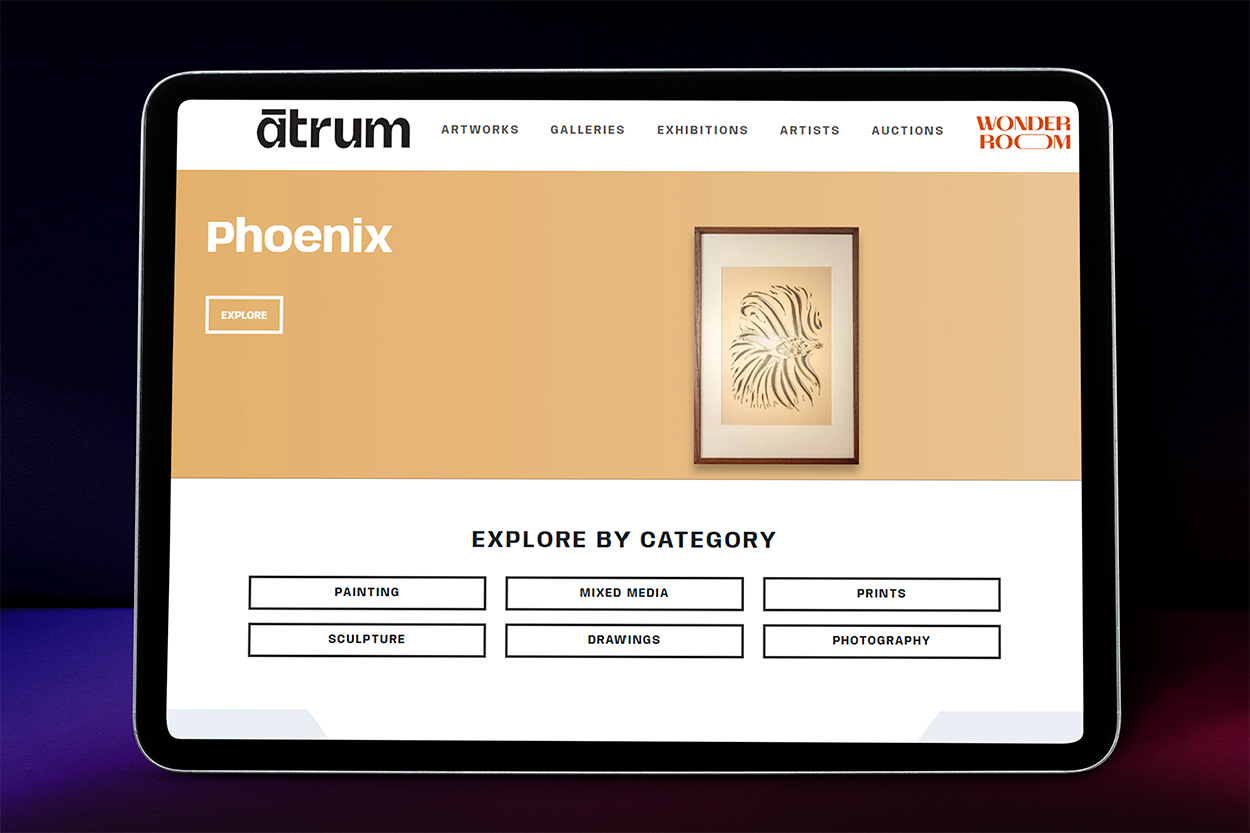 ātrum
ARTWORKS GALLERIES EXHIBITIONS ARTISTS AUCTIONS
WONDER
ROOM
Phoenix
EXPLORE
EXPLORE BY CATEGORY
PAINTING MIXED MEDIA PRINTS
SCULPTURE DRAWINGS PHOTOGRAPHY